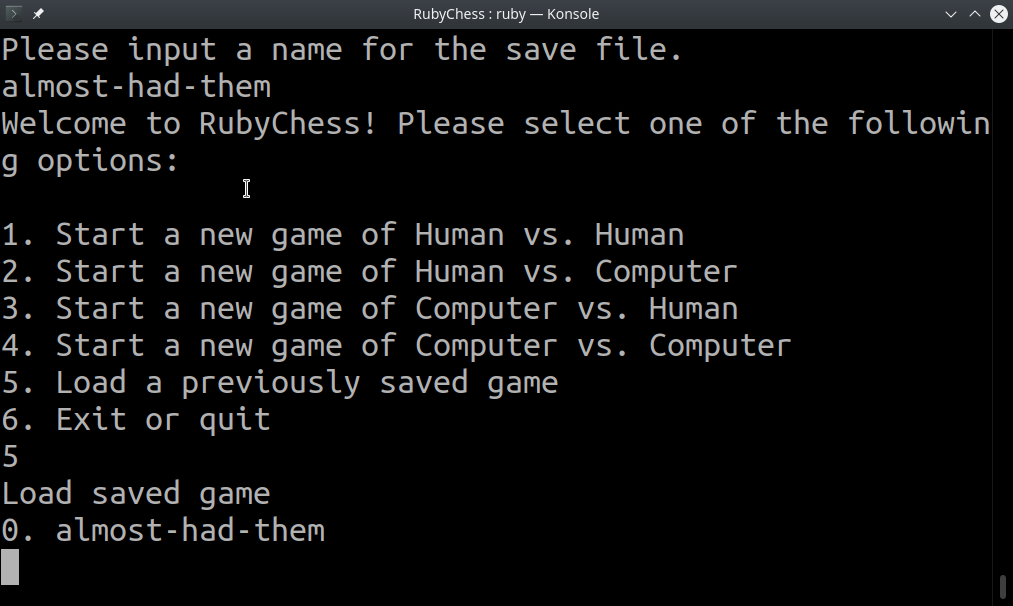 RubyChess : ruby — Konsole
Please input a name for the save file.
almost-had-them
Welcome to RubyChess! Please select one of the followin
g options:
1. Start a new game of Human vs. Human
2. Start a new game of Human vs. Computer
3. Start a new game of Computer vs. Human
4. Start a new game of Computer vs. Computer
5. Load a previously saved game
6. Exit or quit
5
Load saved game
0. almost-had-them